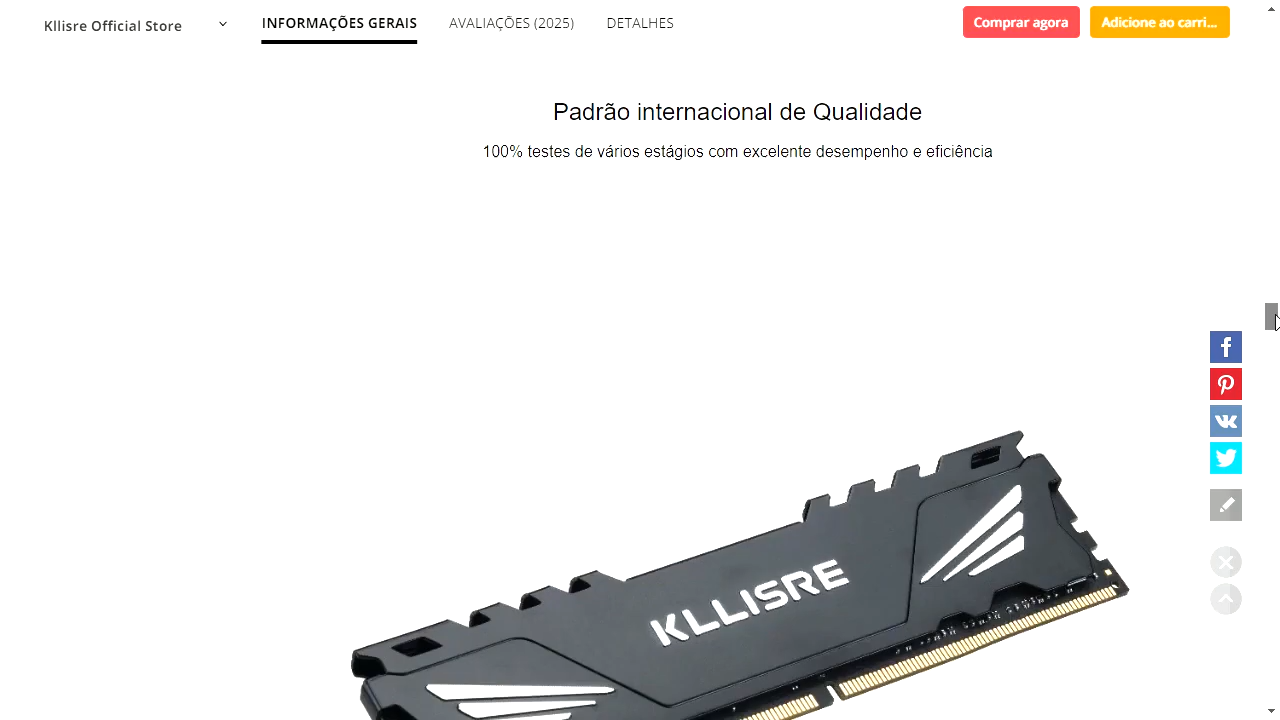 Kllisre Official Store
INFORMAÇÕES GERAIS
AVALIAÇÕES (2025)
DETALHES
Comprar agora
Adicione ao carri...
Padrão internacional de Qualidade
100% testes de vários estágios com excelente desempenho e eficiência
KLLISRE